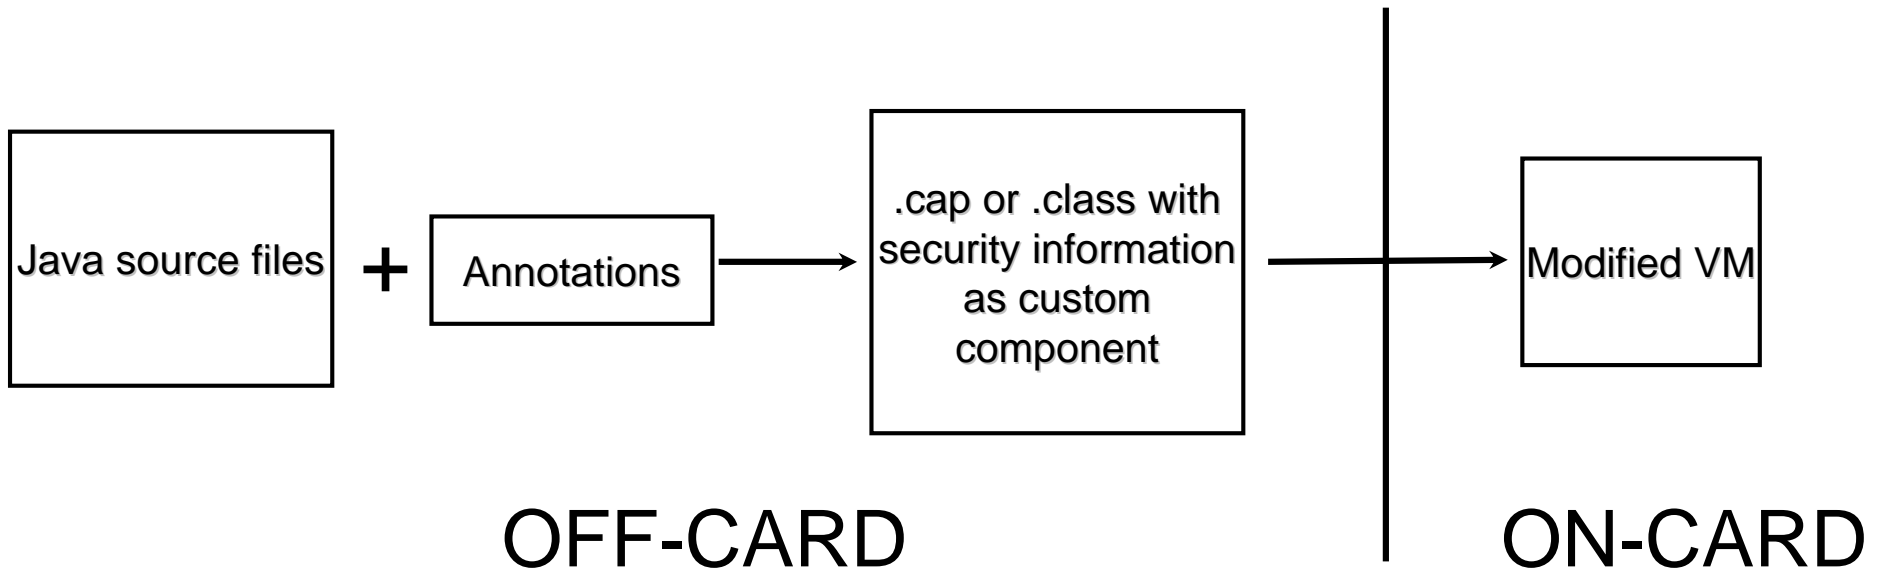 Java source files
+
Annotations
.cap or .class with
security information
as custom
component
Modified VM
OFF-CARD
ON-CARD